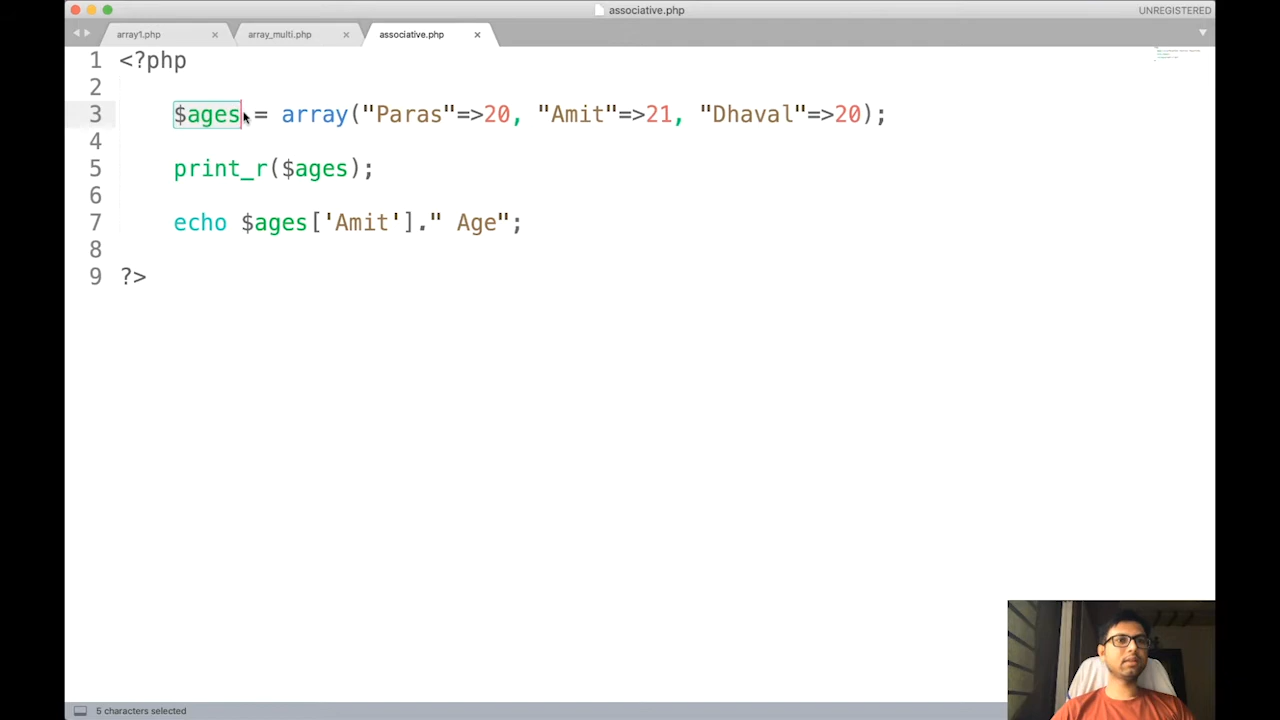 associative.php
UNREGISTERED
array1.php
array_multi.php
associative.php
1 <?php
2
3 $ages = array("Paras"=>20, "Amit"=>21, "Dhaval"=>20);
4
5 print_r($ages);
6
7 echo $ages['Amit']." Age";
8
9 ?>
5 characters selected